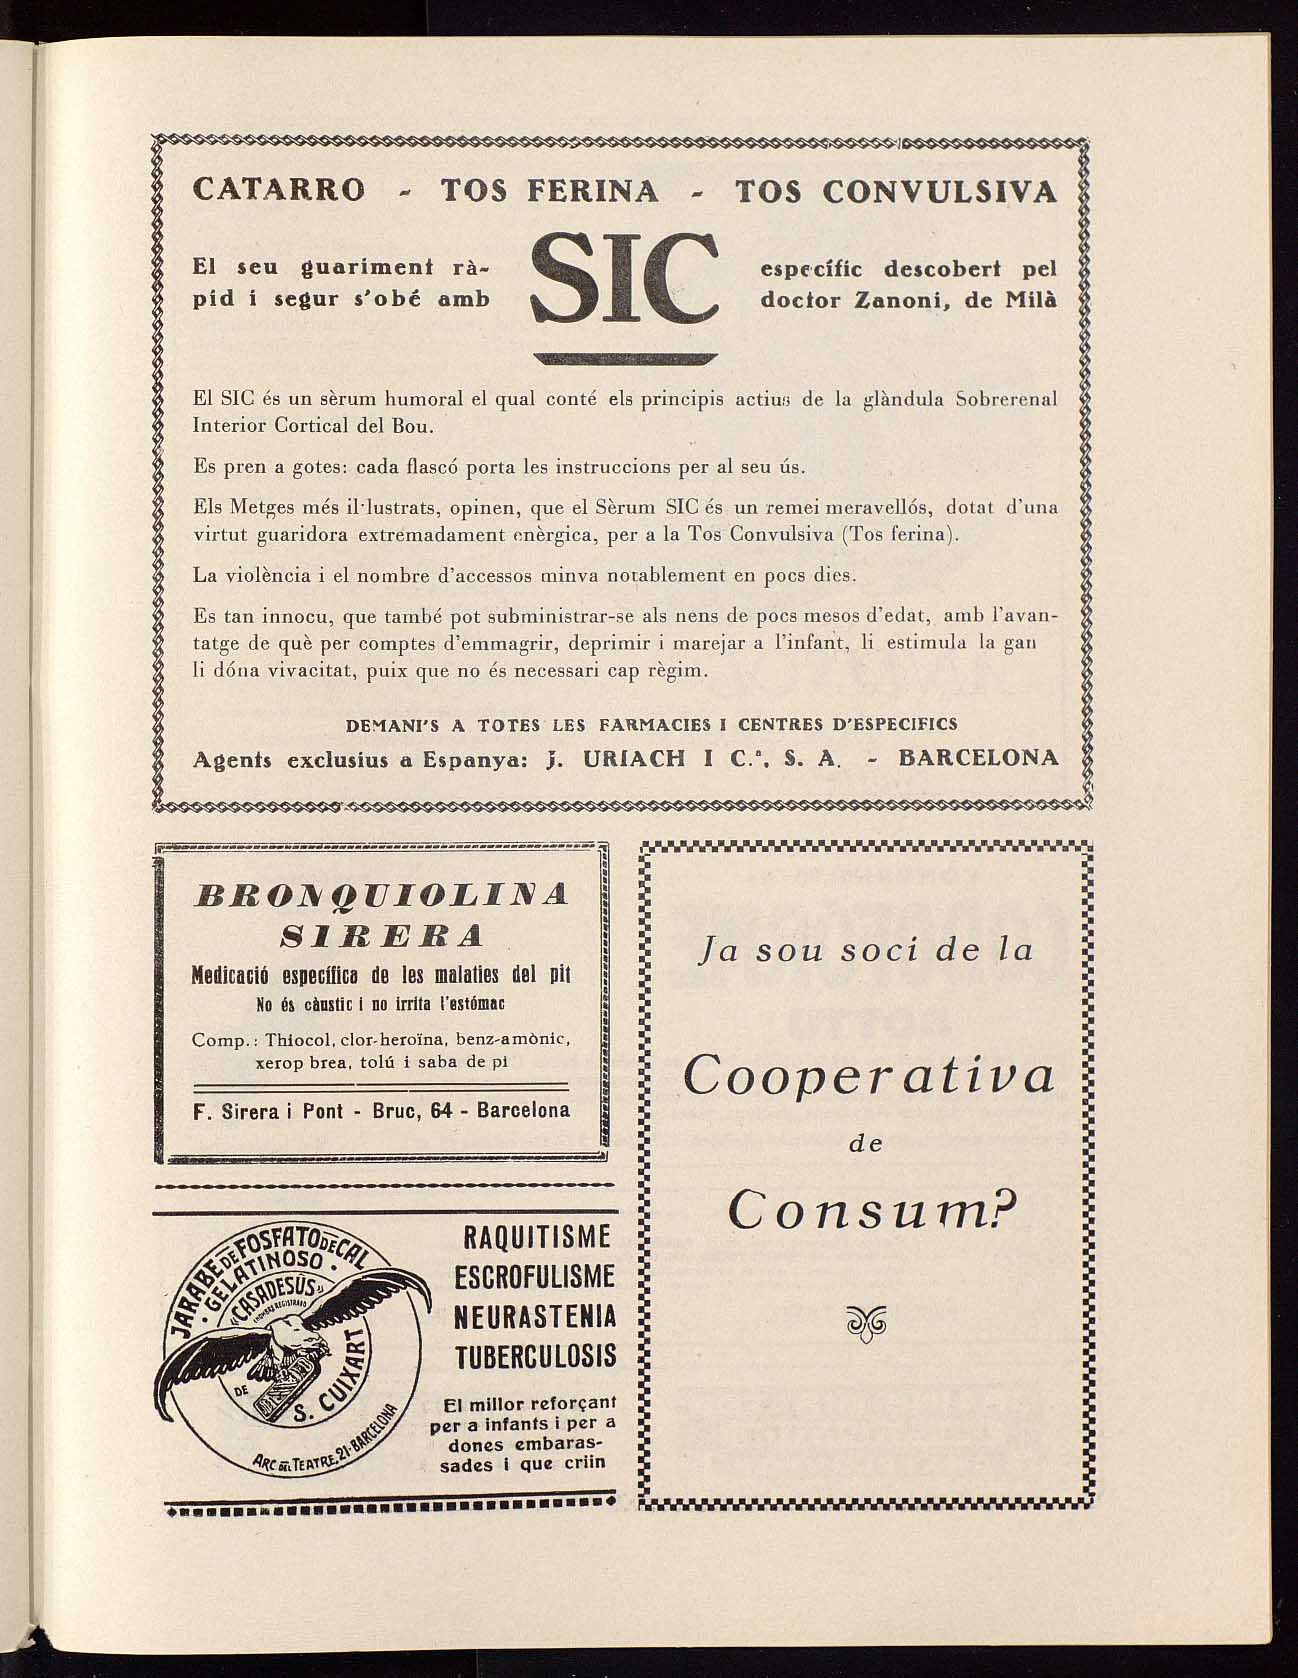 CATARRO - TOS FERINA - TOS CONVULSIVA
El seu guariment rà-
pid i segur s'obé amb
SIC
específic descobert pel
doctor Zanoni, de Milà
El SIC és un sèrum humoral el qual conté els principis actius de la glàndula Sobrerenal
Interior Cortical del Bou.
Es pren a gotes: cada flascó porta les instruccions per al seu ús.
Els Metges més il·lustrats, opinen, que el Sèrum SIC és un remei meravellós, dotat d'una
virtut guaridora extremadament enèrgica, per a la Tos Convulsiva (Tos ferina).
La violència i el nombre d'accessos minva notablement en pocs dies.
Es tan innocu, que també pot subministrar-se als nens de pocs mesos d'edat, amb l'avan-
tatge de què per comptes d'emmagrir, deprimir i marejar a l'infant, li estimula la gan
li dóna vivacitat, puix que no és necessari cap règim.
DEMANI'S A TOTES LES FARMACIES I CENTRES D'ESPECIFICS
Agents exclusius a Espanya: J. URIACH I C.ª, S. A. - BARCELONA
BRONQUIOLINA
SIRERA
Medicació específica de les malaties del pit
No és càustic i no irrita l'estómac
Comp.: Thiocol, clor-heroïna, benz-amònic,
xerop brea, tolú i saba de pi
F. Sirera i Pont - Bruc, 64 - Barcelona
JARABE DE FOSFATO DE CAL
GELATINOSO
"CASADESÚS"
NOMBRE REGISTRADO
DE
S. CUIXART
ARC DEL TEATRE, 21-BARCELONA
RAQUITISME
ESCROFULISME
NEURASTENIA
TUBERCULOSIS
El millor reforçant
per a infants i per a
dones embaras-
sades i que criin
Ja sou soci de la
Cooperativa
de
Consum?